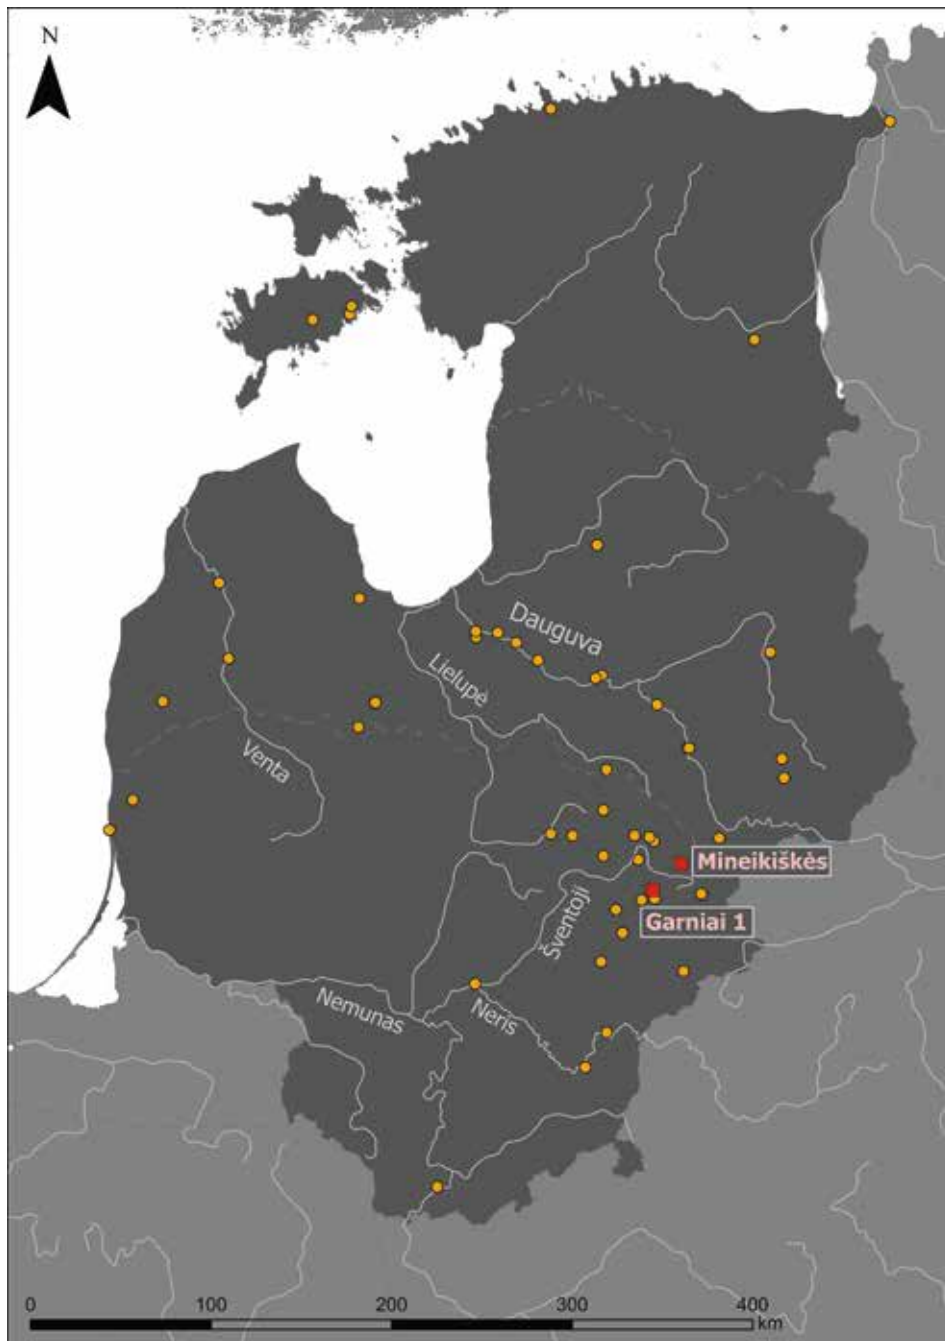 N
Dauguva
Lielupė
Venta
Mineikiškės
Garniai 1
Šventoji
Nemunas
Neris
0 100 200 300 400
km